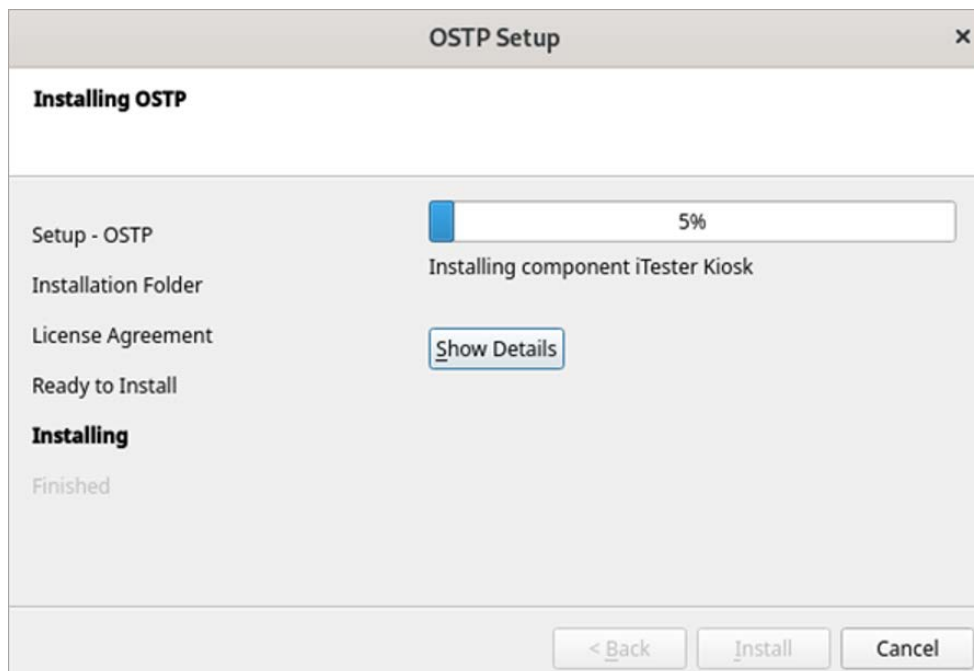 OSTP Setup
×
Installing OSTP
Setup - OSTP
Installation Folder
License Agreement
Ready to Install
Installing
Finished
5%
Installing component iTester Kiosk
Show Details
< Back
Install
Cancel